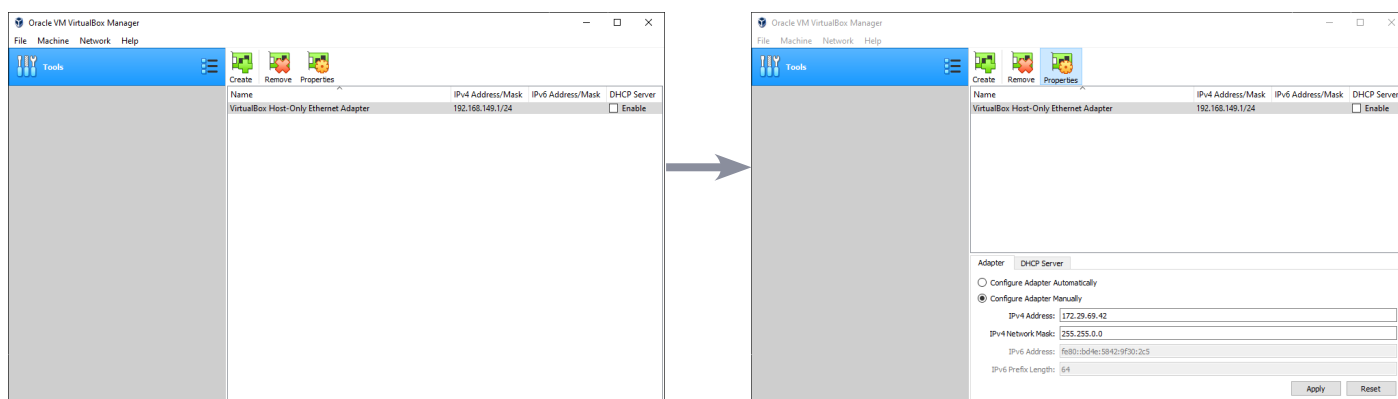 Oracle VM VirtualBox Manager
File Machine Network Help
Tools
Create Remove Properties
Name IPv4 Address/Mask IPv6 Address/Mask DHCP Server
VirtualBox Host-Only Ethernet Adapter 192.168.149.1/24 Enable
Oracle VM VirtualBox Manager
File Machine Network Help
Tools
Create Remove Properties
Name IPv4 Address/Mask IPv6 Address/Mask DHCP Server
VirtualBox Host-Only Ethernet Adapter 192.168.149.1/24 Enable
Adapter DHCP Server
Configure Adapter Automatically
Configure Adapter Manually
IPv4 Address: 172.29.69.42
IPv4 Network Mask: 255.255.0.0
IPv6 Address: fe80::bd4e:5842:9f30:2c5
IPv6 Prefix Length: 64
Apply Reset